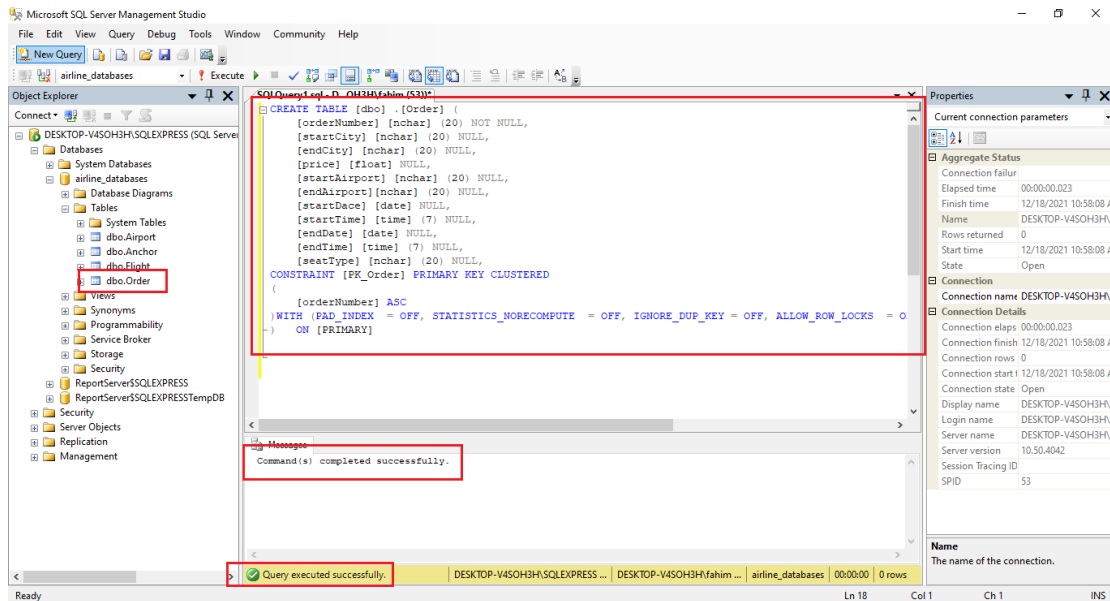 Microsoft SQL Server Management Studio
File Edit View Query Debug Tools Window Community Help
New Query
airline_databases
Execute
Object Explorer
Connect
DESKTOP-V4SOH3H\SQLEXPRESS (SQL Server
Databases
System Databases
airline_databases
Database Diagrams
Tables
System Tables
dbo.Airport
dbo.Anchor
dbo.Flight
dbo.Order
Views
Synonyms
Programmability
Service Broker
Storage
Security
ReportServer$SQLEXPRESS
ReportServer$SQLEXPRESSTempDB
Security
Server Objects
Replication
Management
SQLQuery1.sql - D...OH3H\fahim (53))*
CREATE TABLE [dbo] .[Order] (
[orderNumber] [nchar] (20) NOT NULL,
[startCity] [nchar] (20) NULL,
[endCity] [nchar] (20) NULL,
[price] [float] NULL,
[startAirport] [nchar] (20) NULL,
[endAirport][nchar] (20) NULL,
[startDace] [date] NULL,
[startTime] [time] (7) NULL,
[endDate] [date] NULL,
[endTime] [time] (7) NULL,
[seatType] [nchar] (20) NULL,
CONSTRAINT [PK_Order] PRIMARY KEY CLUSTERED
(
[orderNumber] ASC
)WITH (PAD_INDEX = OFF, STATISTICS_NORECOMPUTE = OFF, IGNORE_DUP_KEY = OFF, ALLOW_ROW_LOCKS = O
) ON [PRIMARY]
Messages
Command(s) completed successfully.
Query executed successfully.
DESKTOP-V4SOH3H\SQLEXPRESS ... DESKTOP-V4SOH3H\fahim ... airline_databases 00:00:00 0 rows
Properties
Current connection parameters
Aggregate Status
Connection failur
Elapsed time 00:00:00.023
Finish time 12/18/2021 10:58:08 A
Name DESKTOP-V4SOH3H\
Rows returned 0
Start time 12/18/2021 10:58:08 A
State Open
Connection
Connection name DESKTOP-V4SOH3H\
Connection Details
Connection elaps 00:00:00.023
Connection finish 12/18/2021 10:58:08 A
Connection rows 0
Connection start t 12/18/2021 10:58:08 A
Connection state Open
Display name DESKTOP-V4SOH3H\
Login name DESKTOP-V4SOH3H\
Server name DESKTOP-V4SOH3H\
Server version 10.50.4042
Session Tracing ID
SPID 53
Name
The name of the connection.
Ready
Ln 18 Col 1 Ch 1 INS